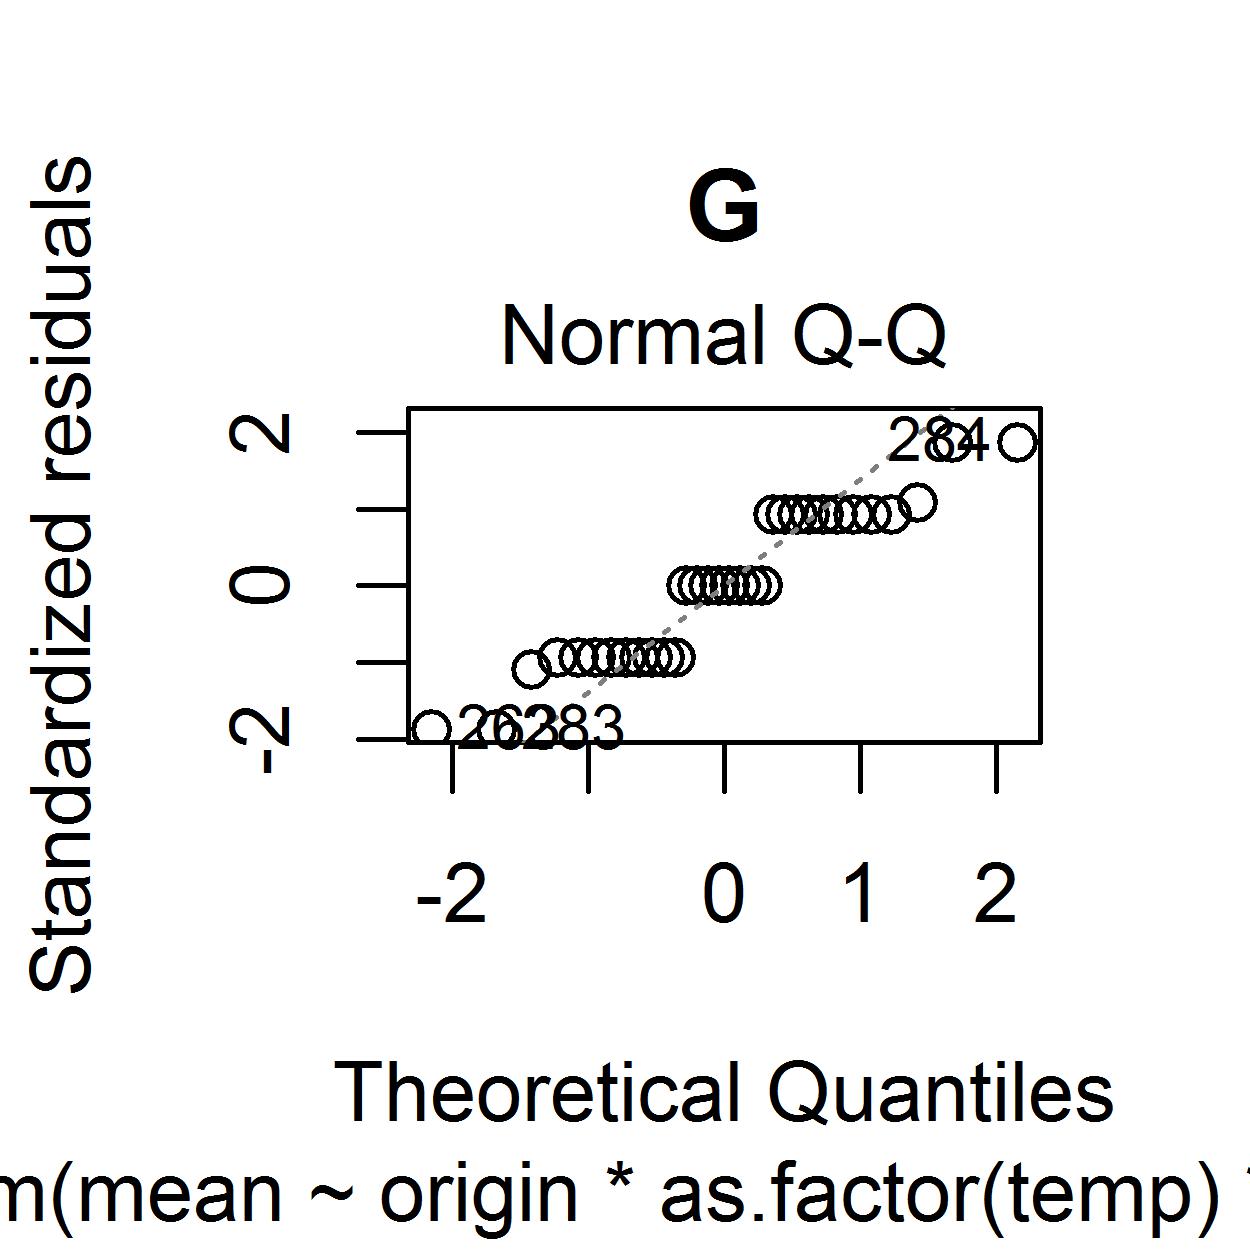 G
Normal Q-Q
Standardized residuals
2
0
-2
284
263
283
-2
0
1
2
Theoretical Quantiles
m(mean ~ origin * as.factor(temp) *